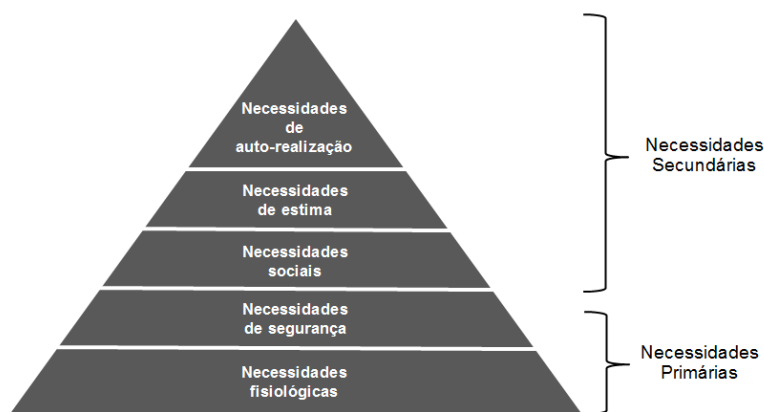 Necessidades
de
auto-realização
Necessidades
de estima
Necessidades
sociais
Necessidades
de segurança
Necessidades
fisiológicas
Necessidades
Secundárias
Necessidades
Primárias